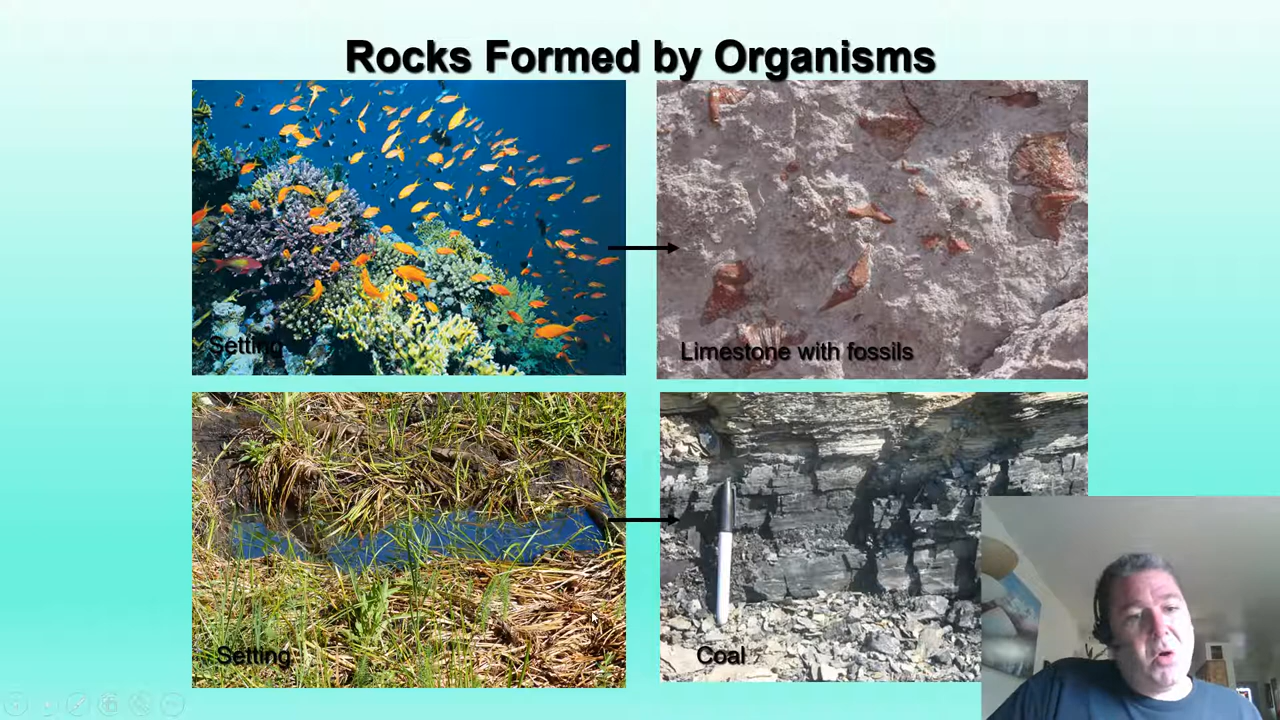 Rocks Formed by Organisms
Setting
Limestone with fossils
Setting
Coal